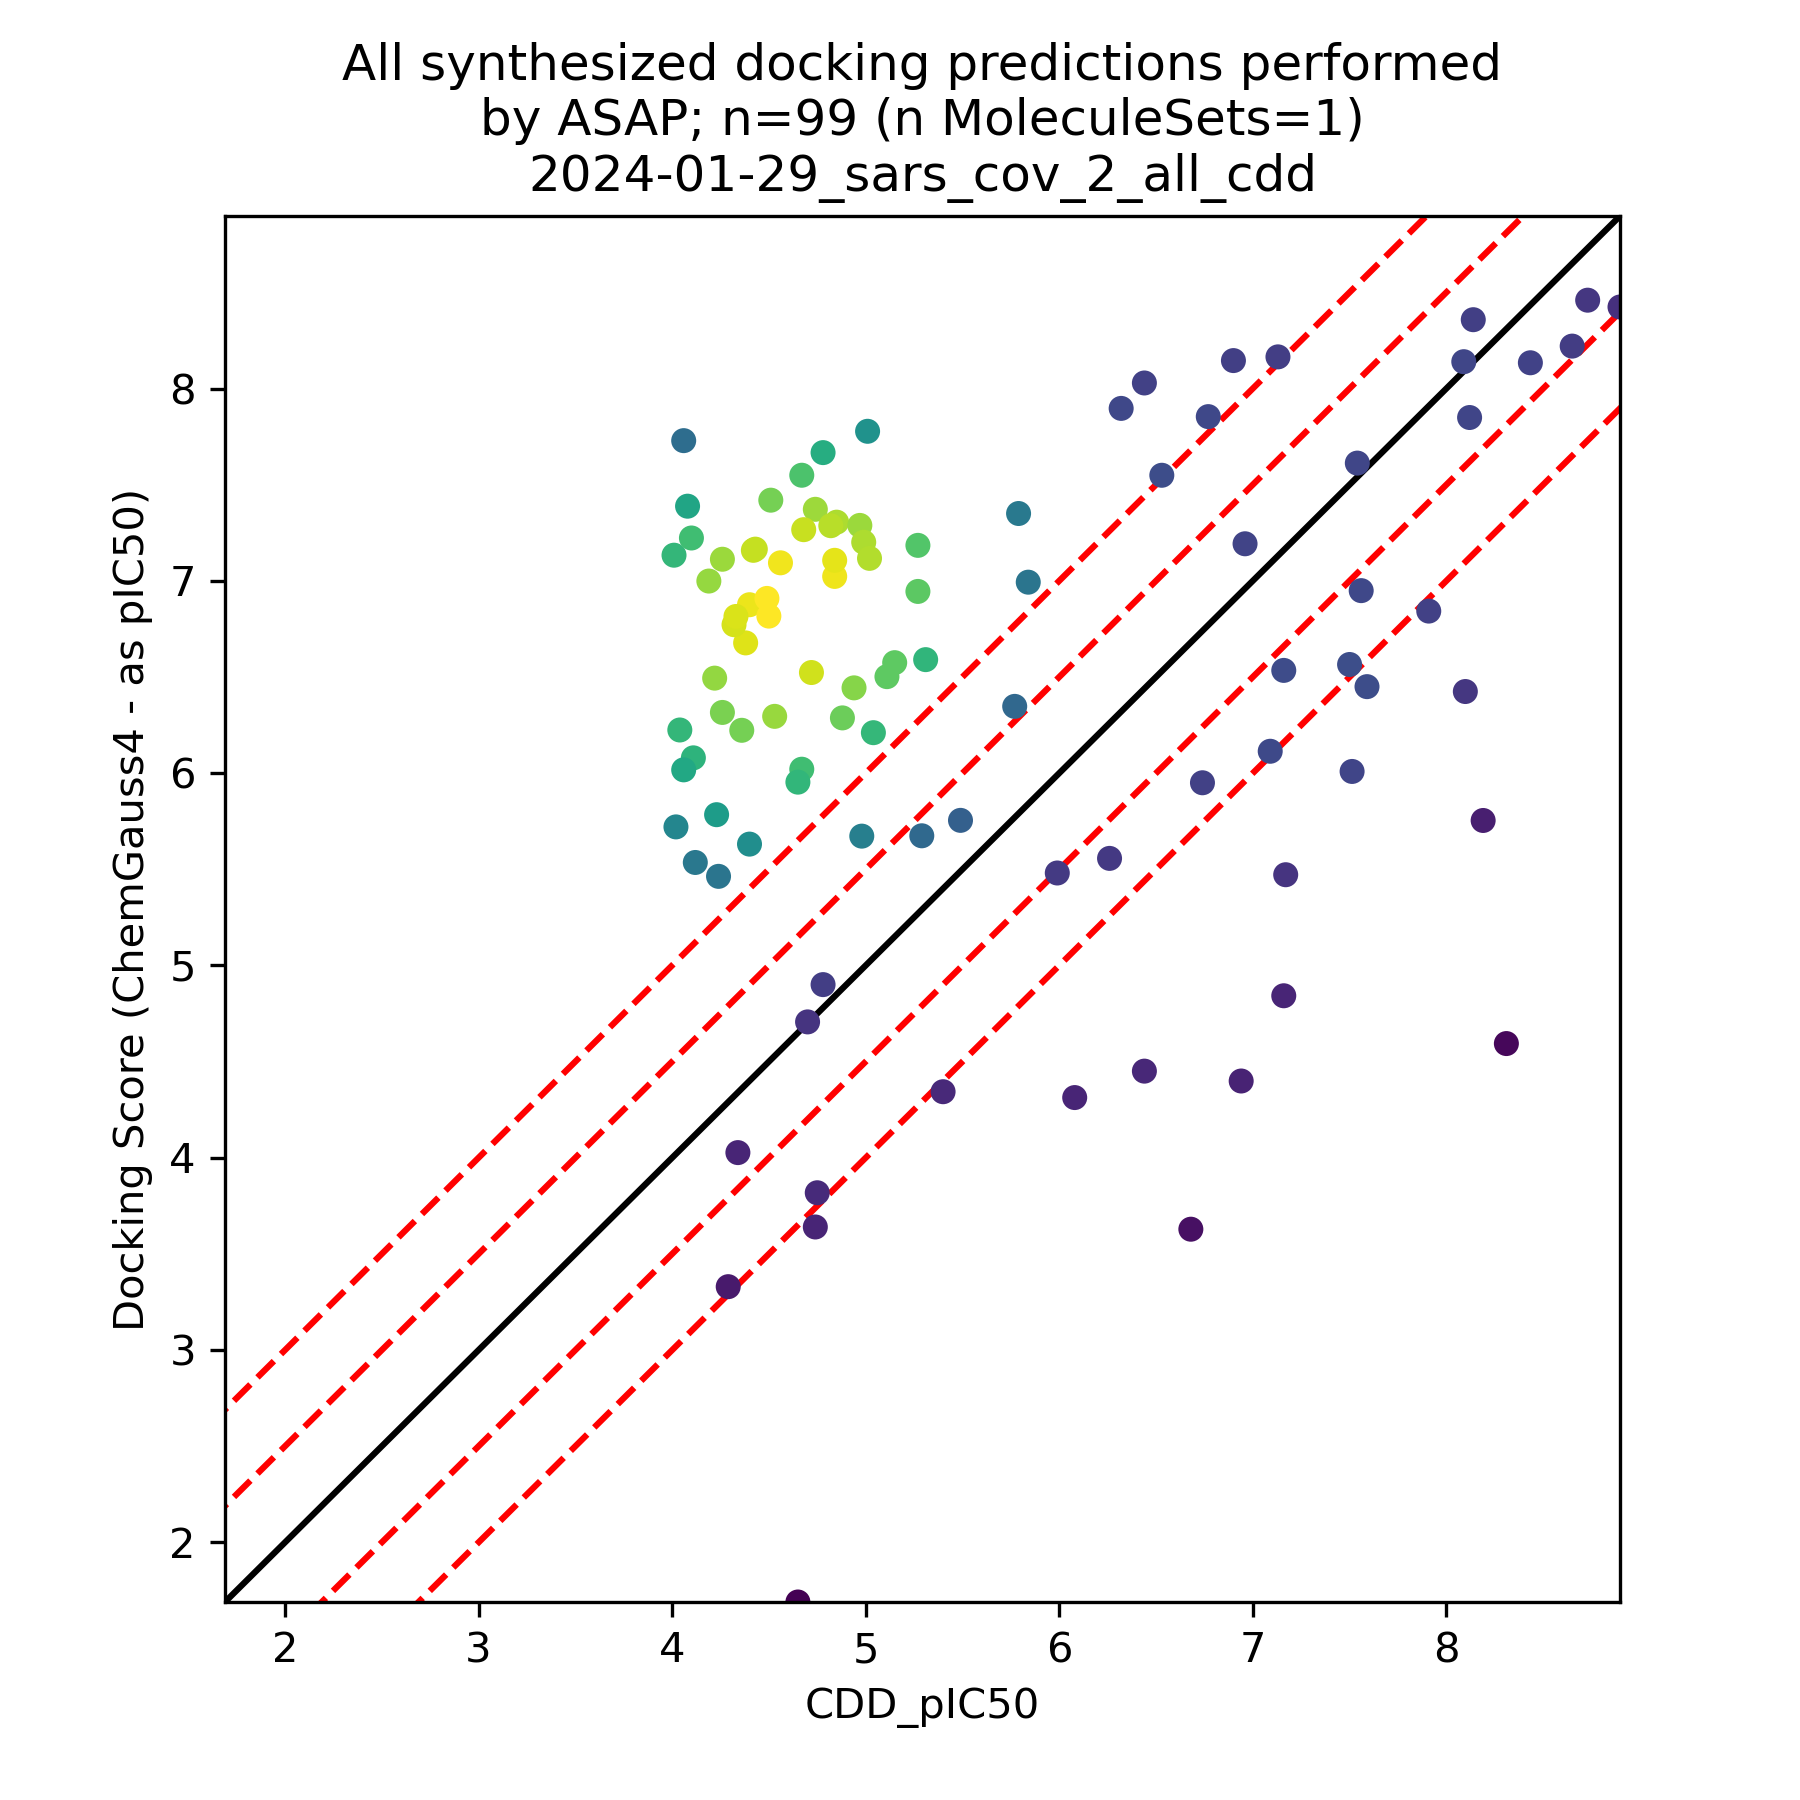 All synthesized docking predictions performed
by ASAP; n=99 (n MoleculeSets=1)
2024-01-29_sars_cov_2_all_cdd
Docking Score (ChemGauss4 - as pIC50)
8
7
6
5
4
3
2
2 3 4 5 6 7 8
CDD_pIC50